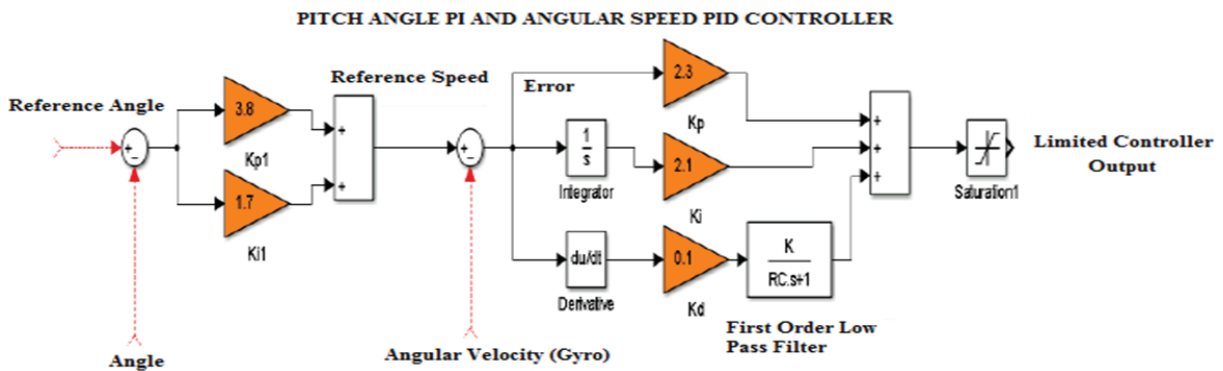 PITCH ANGLE PI AND ANGULAR SPEED PID CONTROLLER
Reference Angle
+
−
Angle
3.8
Kp1
1.7
Ki1
Reference Speed
+
+
+
−
Angular Velocity (Gyro)
Error
2.3
Kp
1
s
Integrator
2.1
Ki
du/dt
Derivative
0.1
Kd
K
RC.s+1
First Order Low
Pass Filter
+
+
+
Saturation1
Limited Controller
Output